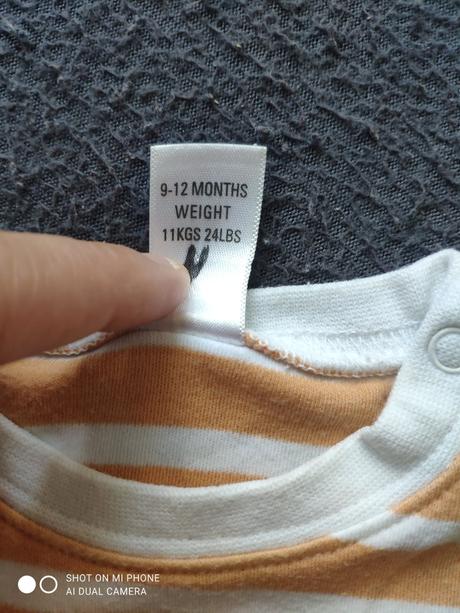 9-12 MONTHS
WEIGHT
11KGS 24LBS
SHOT ON MI PHONE
AI DUAL CAMERA